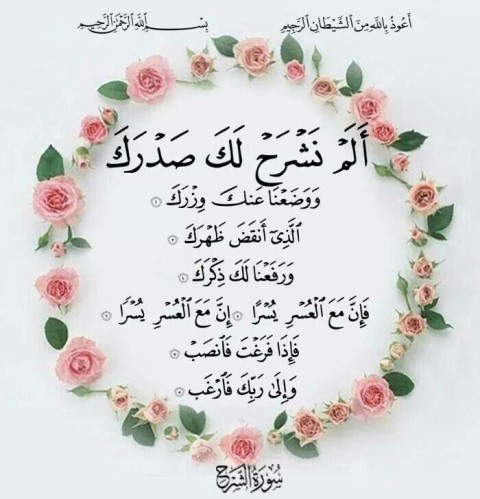 أَعُوذُ بِاللَّهِ مِنَ الشَّيْطَانِ الرَّجِيمِ
بِسْمِ اللَّهِ الرَّحْمَٰنِ الرَّحِيمِ
أَلَمْ نَشْرَحْ لَكَ صَدْرَكَ
وَوَضَعْنَا عَنكَ وِزْرَكَ
الَّذِىٓ أَنقَضَ ظَهْرَكَ
وَرَفَعْنَا لَكَ ذِكْرَكَ
فَإِنَّ مَعَ الْعُسْرِ يُسْرًا إِنَّ مَعَ الْعُسْرِ يُسْرًا
فَإِذَا فَرَغْتَ فَانصَبْ
وَإِلَىٰ رَبِّكَ فَارْغَب
سُورَةُ الشَّرْحِ